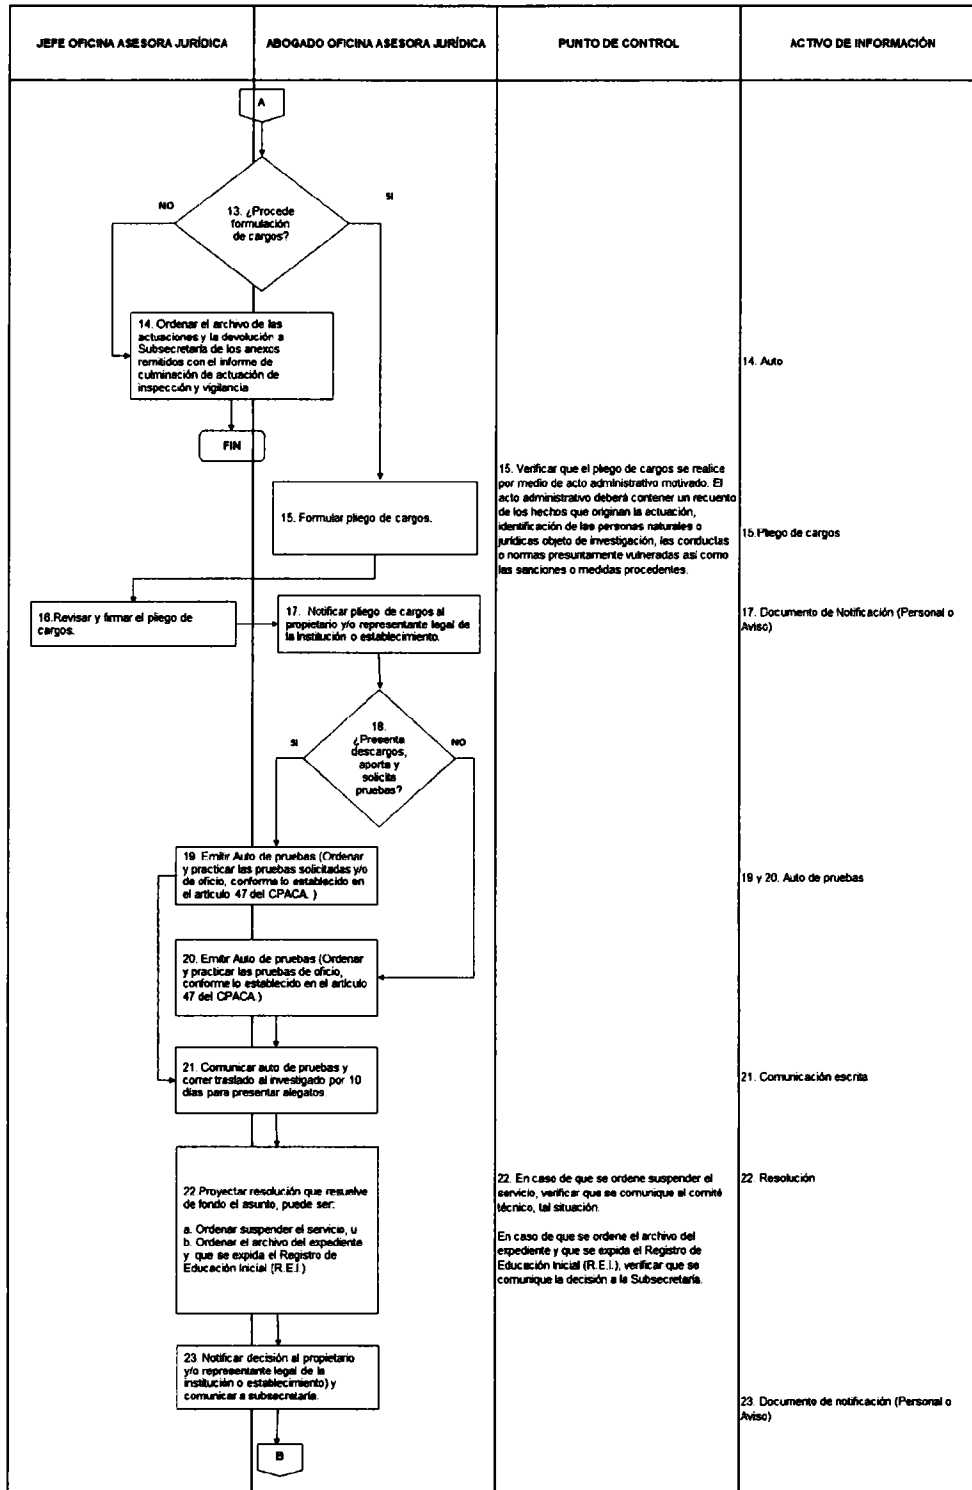 JEFE OFICINA ASESORA JURÍDICA
ABOGADO OFICINA ASESORA JURÍDICA
PUNTO DE CONTROL
ACTIVO DE INFORMACIÓN
A
NO
SI
13. ¿Procede
formulación
de cargos?
14. Ordenar el archivo de las
actuaciones y la devolución a
Subsecretaría de los anexos
remitidos con el informe de
culminación de actuación de
inspección y vigilancia
14. Auto
FIN
15. Formular pliego de cargos.
15. Verificar que el pliego de cargos se realice
por medio de acto administrativo motivado. El
acto administrativo deberá contener un recuento
de los hechos que originan la actuación,
identificación de las personas naturales o
jurídicas objeto de investigación, las conductas
o normas presuntamente vulneradas así como
las sanciones o medidas procedentes.
15.Pliego de cargos
16.Revisar y firmar el pliego de
cargos.
17. Notificar pliego de cargos al
propietario y/o representante legal de
la Institución o establecimiento.
17. Documento de Notificación (Personal o
Aviso)
18.
¿Presenta
descargos,
aporta y
solicita
pruebas?
SI
NO
19. Emitir Auto de pruebas (Ordenar
y practicar las pruebas solicitadas y/o
de oficio, conforme lo establecido en
el artículo 47 del CPACA. )
19 y 20. Auto de pruebas
20. Emitir Auto de pruebas (Ordenar
y practicar las pruebas de oficio,
conforme lo establecido en el artículo
47 del CPACA.)
21. Comunicar auto de pruebas y
correr traslado al investigado por 10
días para presentar alegatos.
21. Comunicación escrita
22.Proyectar resolución que resuelve
de fondo el asunto, puede ser:
a. Ordenar suspender el servicio, u
b. Ordenar el archivo del expediente
y que se expida el Registro de
Educación Inicial (R.E.I.)
22. En caso de que se ordene suspender el
servicio, verificar que se comunique al comité
técnico, tal situación.
En caso de que se ordene el archivo del
expediente y que se expida el Registro de
Educación Inicial (R.E.I.), verificar que se
comunique la decisión a la Subsecretaría.
22. Resolución
23. Notificar decisión al propietario
y/o representante legal de la
institución o establecimiento) y
comunicar a subsecretaría.
23. Documento de notificación (Personal o
Aviso)
B